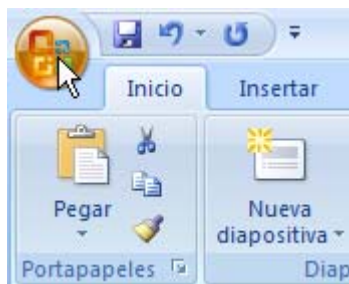 Inicio Insertar
Pegar
Nueva
diapositiva
Portapapeles
Diap